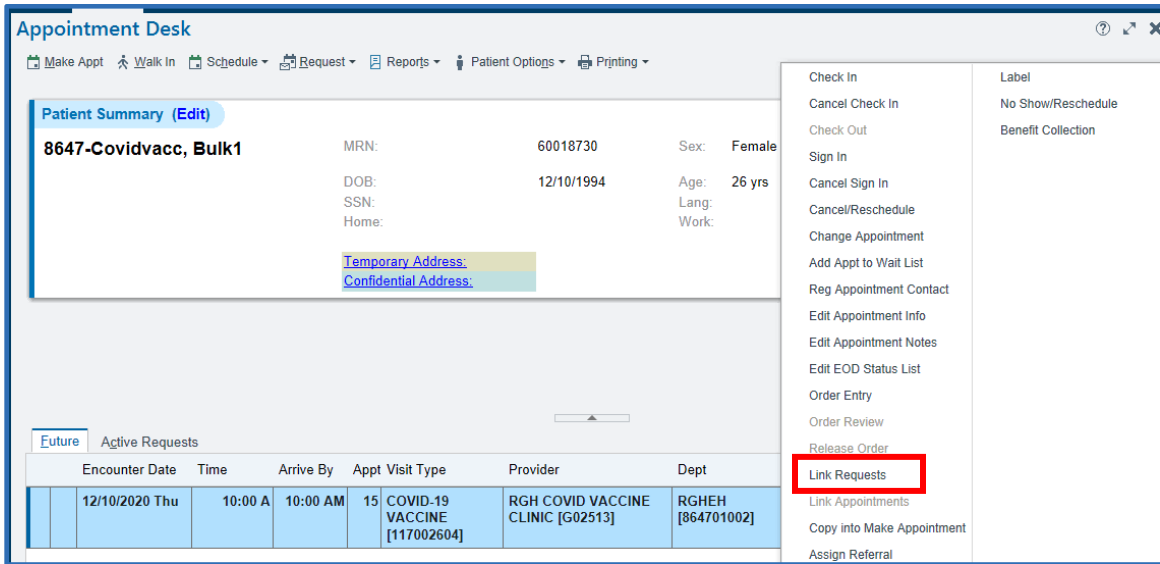 Appointment Desk
Make Appt Walk In Schedule Request Reports Patient Options Printing
Patient Summary (Edit)
8647-Covidvacc, Bulk1
MRN: 60018730 Sex: Female
DOB: 12/10/1994 Age: 26 yrs
SSN: Lang:
Home: Work:
Temporary Address:
Confidential Address:
Future Active Requests
Encounter Date Time Arrive By Appt Visit Type Provider Dept
12/10/2020 Thu 10:00 A 10:00 AM 15 COVID-19 RGH COVID VACCINE RGHEH
VACCINE CLINIC [G02513] [864701002]
[117002604]
Check In
Cancel Check In
Check Out
Sign In
Cancel Sign In
Cancel/Reschedule
Change Appointment
Add Appt to Wait List
Reg Appointment Contact
Edit Appointment Info
Edit Appointment Notes
Edit EOD Status List
Order Entry
Order Review
Release Order
Link Requests
Link Appointments
Copy into Make Appointment
Assign Referral
Label
No Show/Reschedule
Benefit Collection